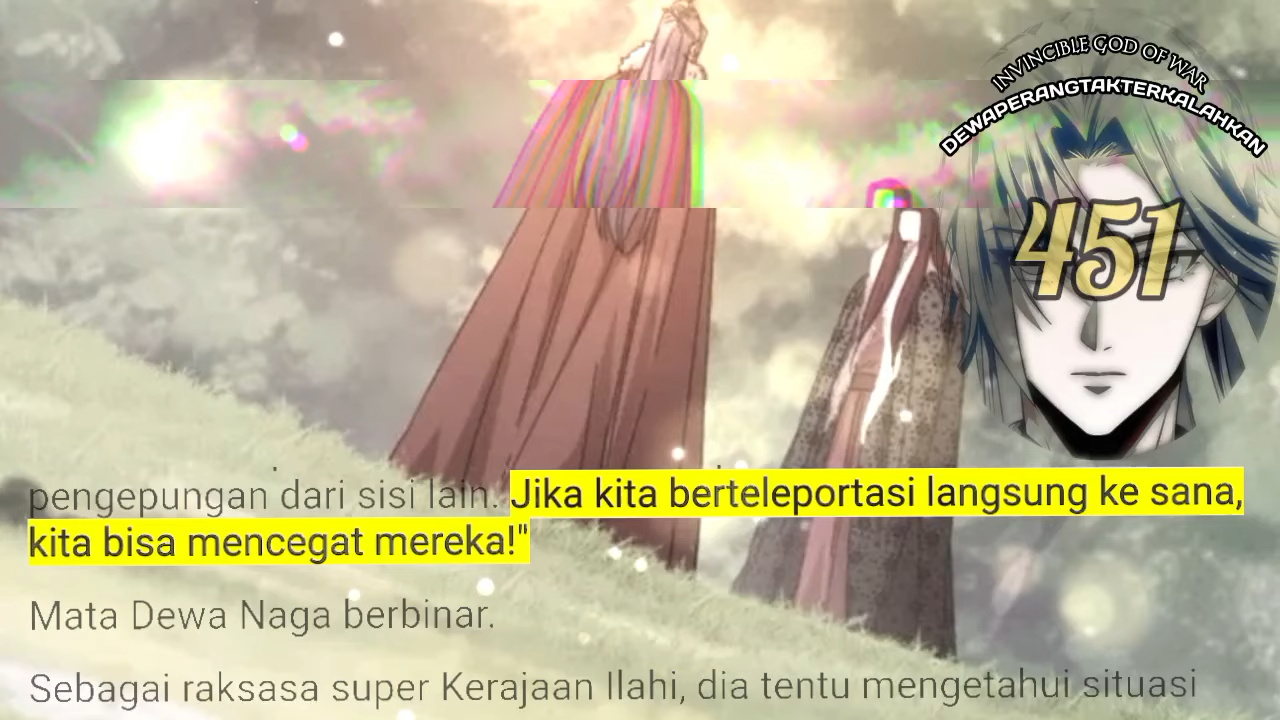 INVINCIBLE GOD OF WAR
DEWAPERANGTAKTERKALAHKAN
451
pengepungan dari sisi lain. Jika kita berteleportasi langsung ke sana,
kita bisa mencegat mereka!"
Mata Dewa Naga berbinar.
Sebagai raksasa super Kerajaan Ilahi, dia tentu mengetahui situasi